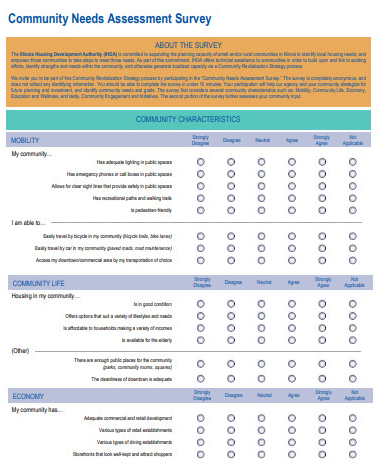 Community Needs Assessment Survey
ABOUT THE SURVEY
The Illinois Housing Development Authority (IHDA) is committed to expanding the planning capacity of small and/or rural communities in Illinois to identify local housing needs, and
empower those communities to take steps to meet those needs. As part of this commitment, IHDA offers technical assistance to communities in order to build upon and link to existing
efforts, identify strengths and needs within the community, and otherwise generate localized capacity via a Community Revitalization Strategy process.
We invite you to be part of this Community Revitalization Strategy process by participating in the "Community Needs Assessment Survey." The survey is completely anonymous, and
does not collect any identifying information. You should be able to complete the survey in under 10 minutes. Your participation will help our agency and your community strategize for
future planning and investment, and identify community needs and goals. The survey first considers several community characteristics such as: Mobility, Community Life, Economy,
Education and Wellness, and lastly, Community Engagement and Initiatives. The second portion of the survey further assesses your community input.
COMMUNITY CHARACTERISTICS
MOBILITY Strongly Disagree Disagree Neutral Agree Strongly Agree Not Applicable
My community...
Has adequate lighting in public spaces
Has emergency phones or call boxes in public spaces
Allows for clear sight lines that provide safety in public spaces
Has recreational paths and walking trails
Is pedestrian-friendly
I am able to...
Easily travel by bicycle in my community (bicycle trails, bike lanes)
Easily travel by car in my community (paved roads, road maintenance)
Access my downtown/commercial area by my transportation of choice
COMMUNITY LIFE Strongly Disagree Disagree Neutral Agree Strongly Agree Not Applicable
Housing in my community...
Is in good condition
Offers options that suit a variety of lifestyles and needs
Is affordable to households making a variety of incomes
Is available for the elderly
(Other)
There are enough public places for the community
(parks, community rooms, squares)
The cleanliness of downtown is adequate
ECONOMY Strongly Disagree Disagree Neutral Agree Strongly Agree Not Applicable
My community has...
Adequate commercial and retail development
Various types of retail establishments
Various types of dining establishments
Storefronts that look well-kept and attract shoppers